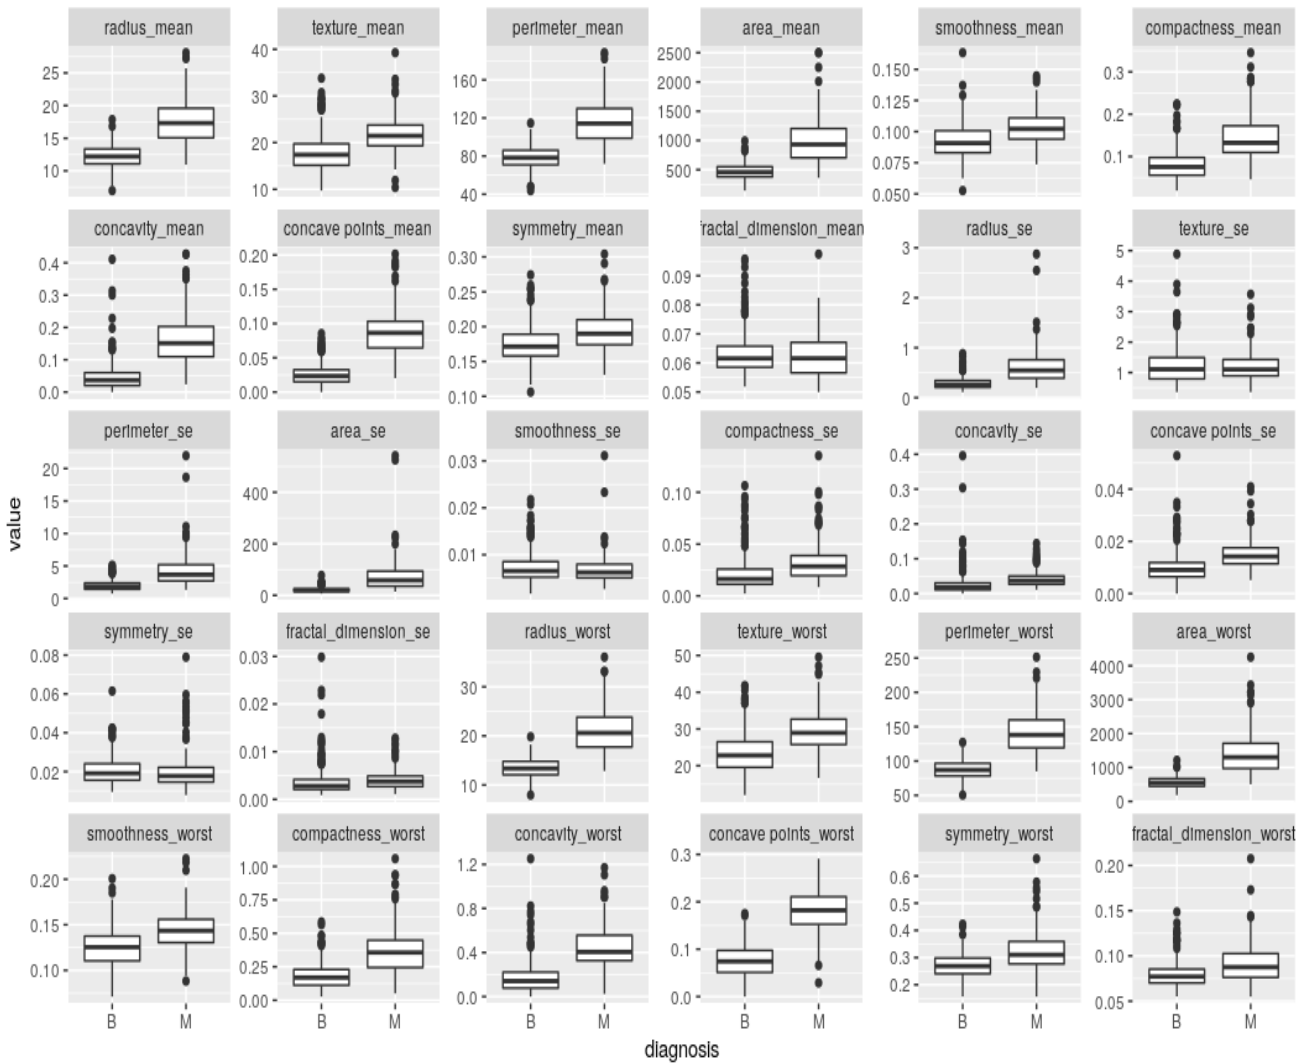 radius_mean texture_mean perimeter_mean area_mean smoothness_mean compactness_mean
25 20 15 10
40 30 20 10
160 120 80 40
2500 2000 1500 1000 500
0.150 0.125 0.100 0.075 0.050
0.3 0.2 0.1
concavity_mean concave points_mean symmetry_mean fractal_dimension_mean radius_se texture_se
0.4 0.3 0.2 0.1 0.0
0.20 0.15 0.10 0.05 0.00
0.30 0.25 0.20 0.15 0.10
0.09 0.08 0.07 0.06 0.05
3 2 1 0
5 4 3 2 1
perimeter_se area_se smoothness_se compactness_se concavity_se concave points_se
20 15 10 5 0
400 200 0
0.03 0.02 0.01
0.10 0.05 0.00
0.4 0.3 0.2 0.1 0.0
0.04 0.02 0.00
value
symmetry_se fractal_dimension_se radius_worst texture_worst perimeter_worst area_worst
0.08 0.06 0.04 0.02
0.03 0.02 0.01 0.00
30 20 10
50 40 30 20
250 200 150 100 50
4000 3000 2000 1000 0
smoothness_worst compactness_worst concavity_worst concave points_worst symmetry_worst fractal_dimension_worst
0.20 0.15 0.10
1.00 0.75 0.50 0.25 0.00
1.2 0.8 0.4 0.0
0.3 0.2 0.1 0.0
0.6 0.5 0.4 0.3 0.2
0.20 0.15 0.10 0.05
B M B M B M B M B M B M
diagnosis